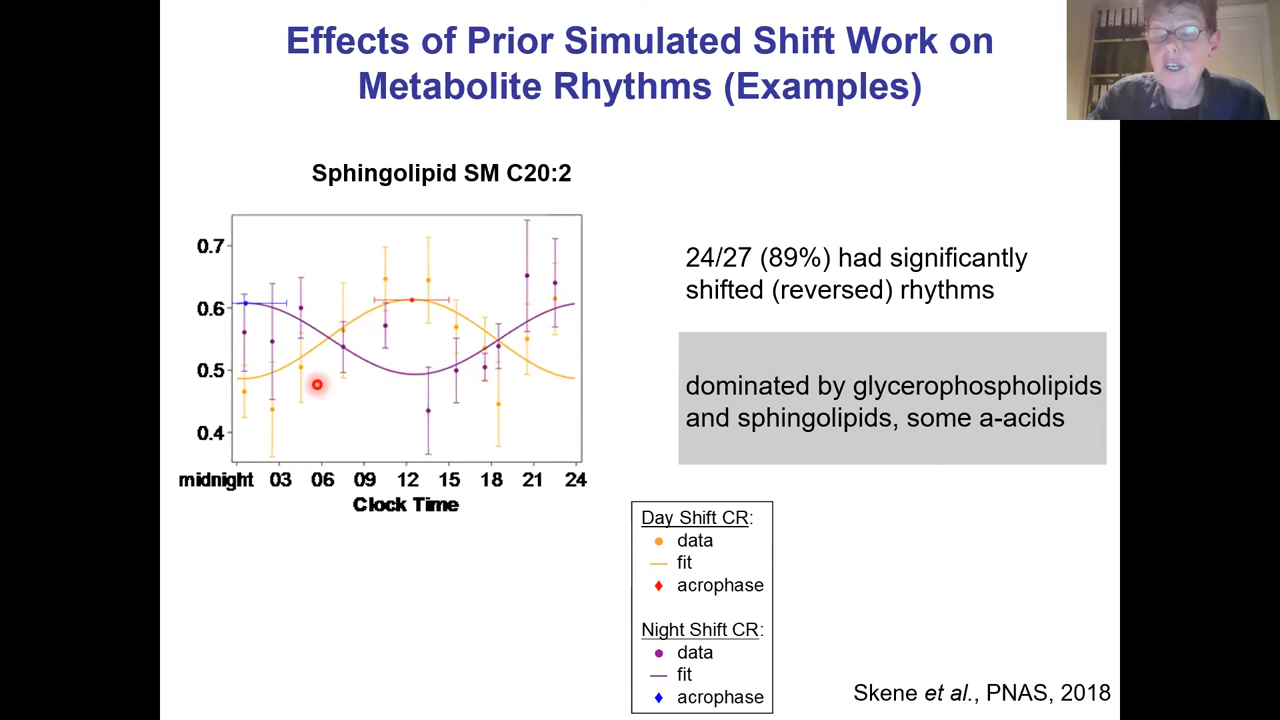 Effects of Prior Simulated Shift Work on
Metabolite Rhythms (Examples)
Sphingolipid SM C20:2
0.7
0.6
0.5
0.4
midnight 03 06 09 12 15 18 21 24
Clock Time
24/27 (89%) had significantly
shifted (reversed) rhythms
dominated by glycerophospholipids
and sphingolipids, some a-acids
Day Shift CR:
data
fit
acrophase
Night Shift CR:
data
fit
acrophase
Skene et al., PNAS, 2018